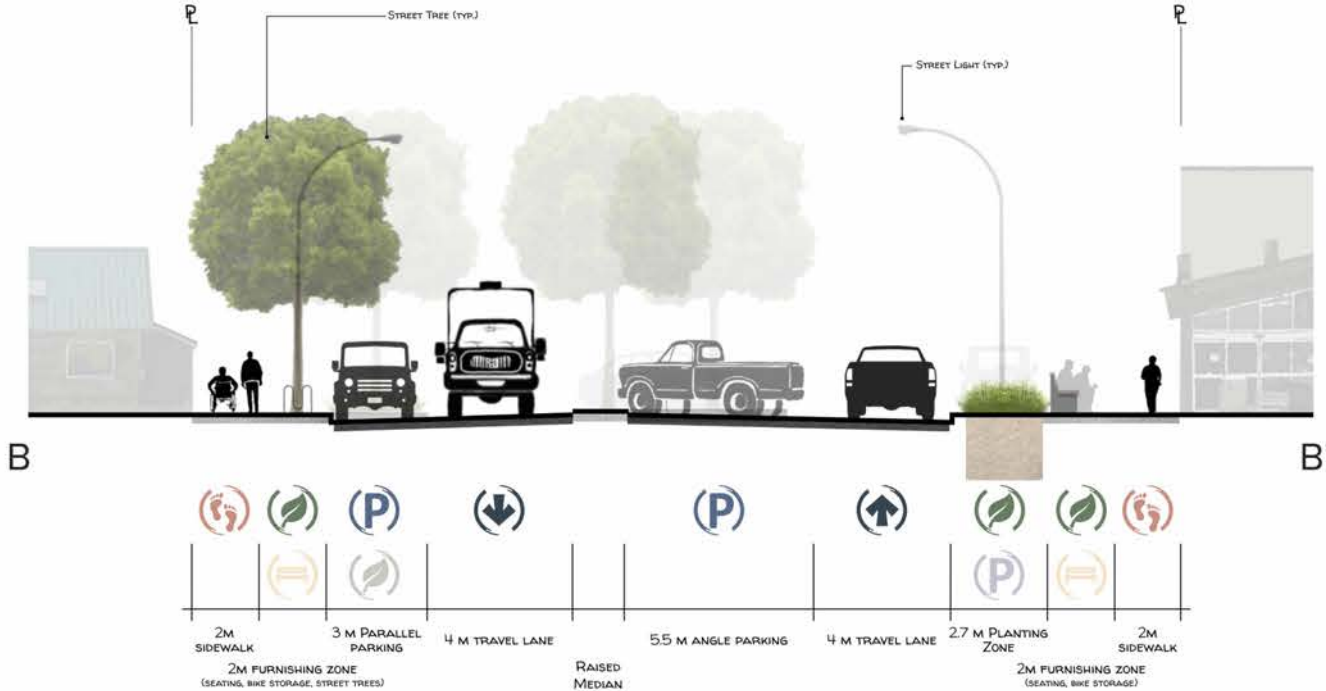 PL
STREET TREE (TYP.)
PL
STREET LIGHT (TYP.)
B
B
P
P
P
2M
SIDEWALK
2M FURNISHING ZONE
(SEATING, BIKE STORAGE, STREET TREES)
3 M PARALLEL
PARKING
4 M TRAVEL LANE
RAISED
MEDIAN
5.5 M ANGLE PARKING
4 M TRAVEL LANE
2.7 M PLANTING
ZONE
2M FURNISHING ZONE
(SEATING, BIKE STORAGE)
2M
SIDEWALK